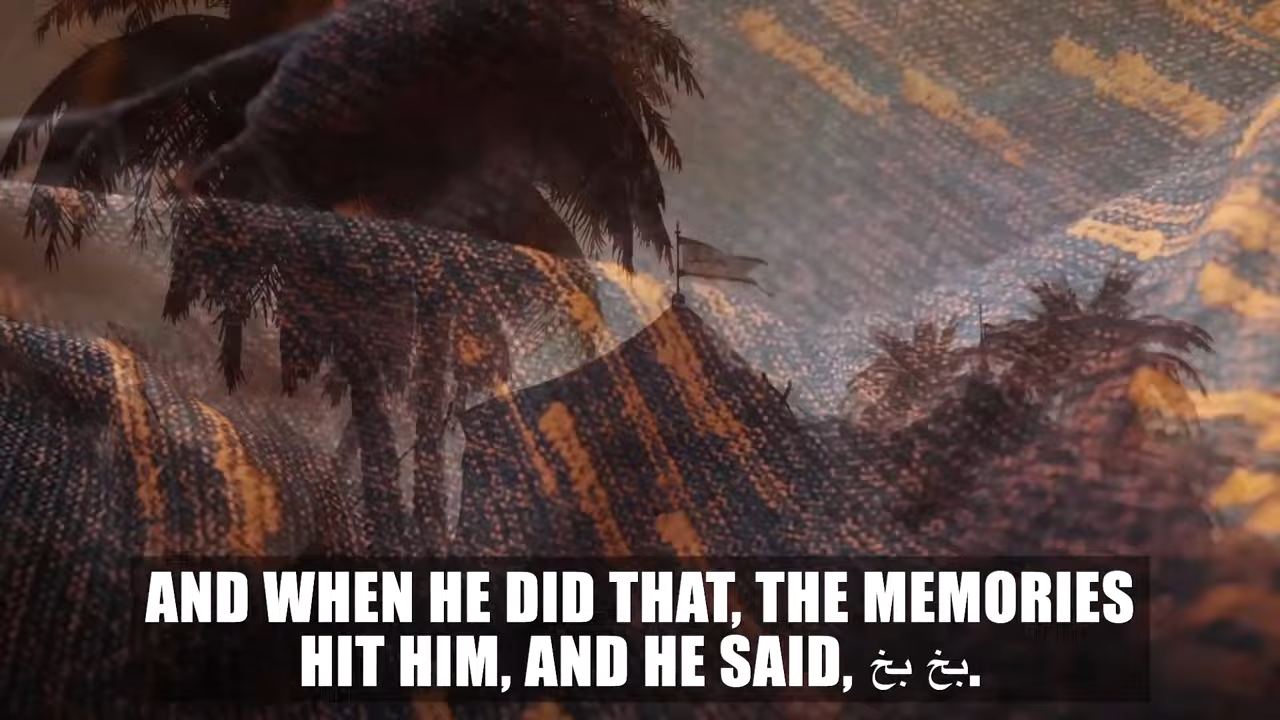 AND WHEN HE DID THAT, THE MEMORIES
HIT HIM, AND HE SAID, بخ بخ.